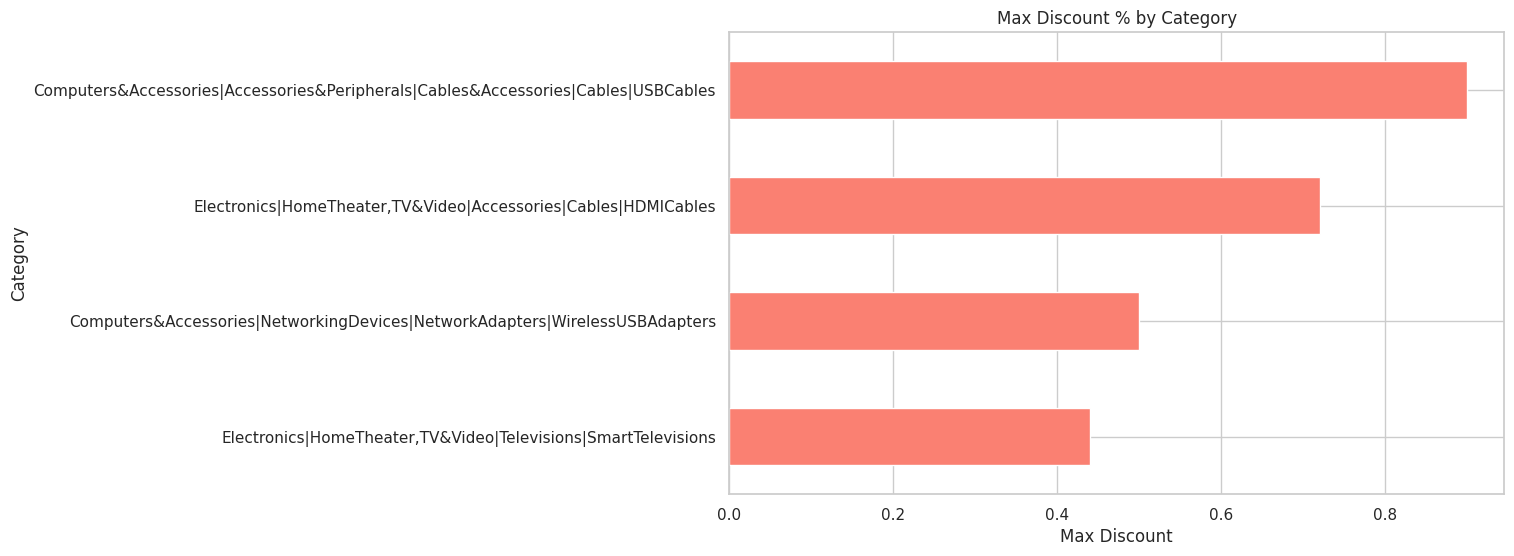 Max Discount % by Category
Category
Computers&Accessories|Accessories&Peripherals|Cables&Accessories|Cables|USBCables
Electronics|HomeTheater,TV&Video|Accessories|Cables|HDMICables
Computers&Accessories|NetworkingDevices|NetworkAdapters|WirelessUSBAdapters
Electronics|HomeTheater,TV&Video|Televisions|SmartTelevisions
0.0 0.2 0.4 0.6 0.8
Max Discount